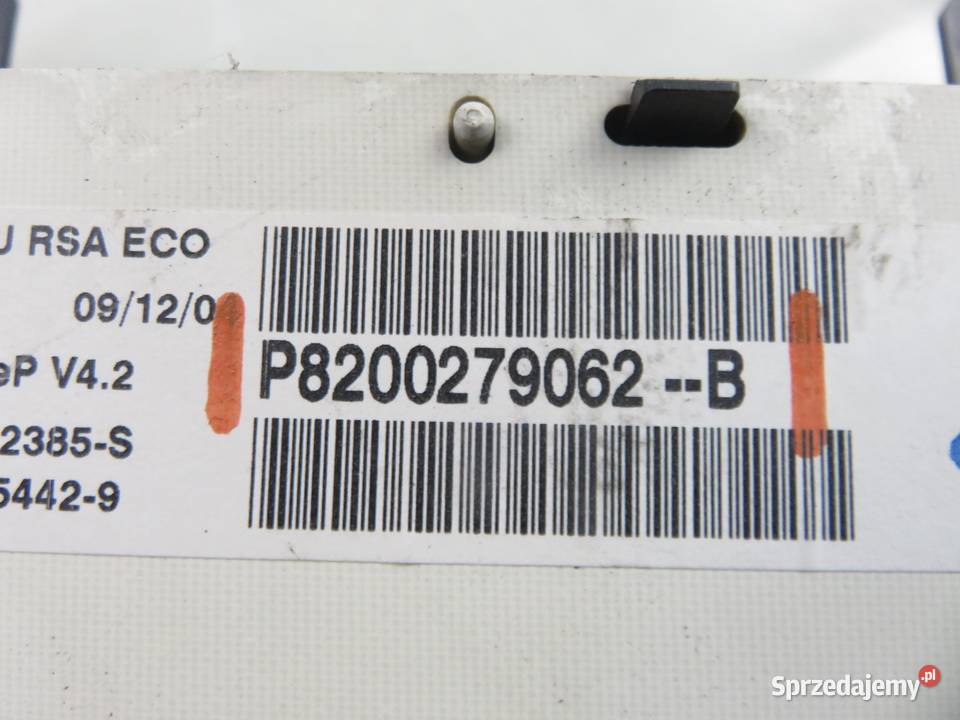 U RSA ECO
09/12/0
eP V4.2
P8200279062--B
2385-S
5442-9
Sprzedajemy.pl